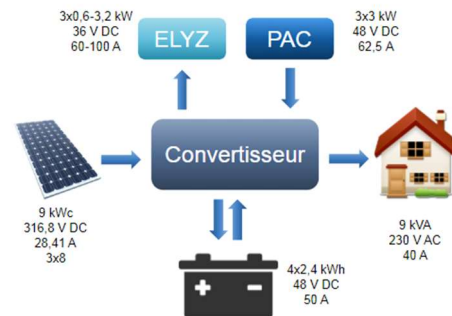 3x0,6-3,2 kW
36 V DC
60-100 A
ELYZ
PAC
3x3 kW
48 V DC
62,5 A
Convertisseur
9 kWc
316,8 V DC
28,41 A
3x8
9 kVA
230 V AC
40 A
4x2,4 kWh
48 V DC
50 A